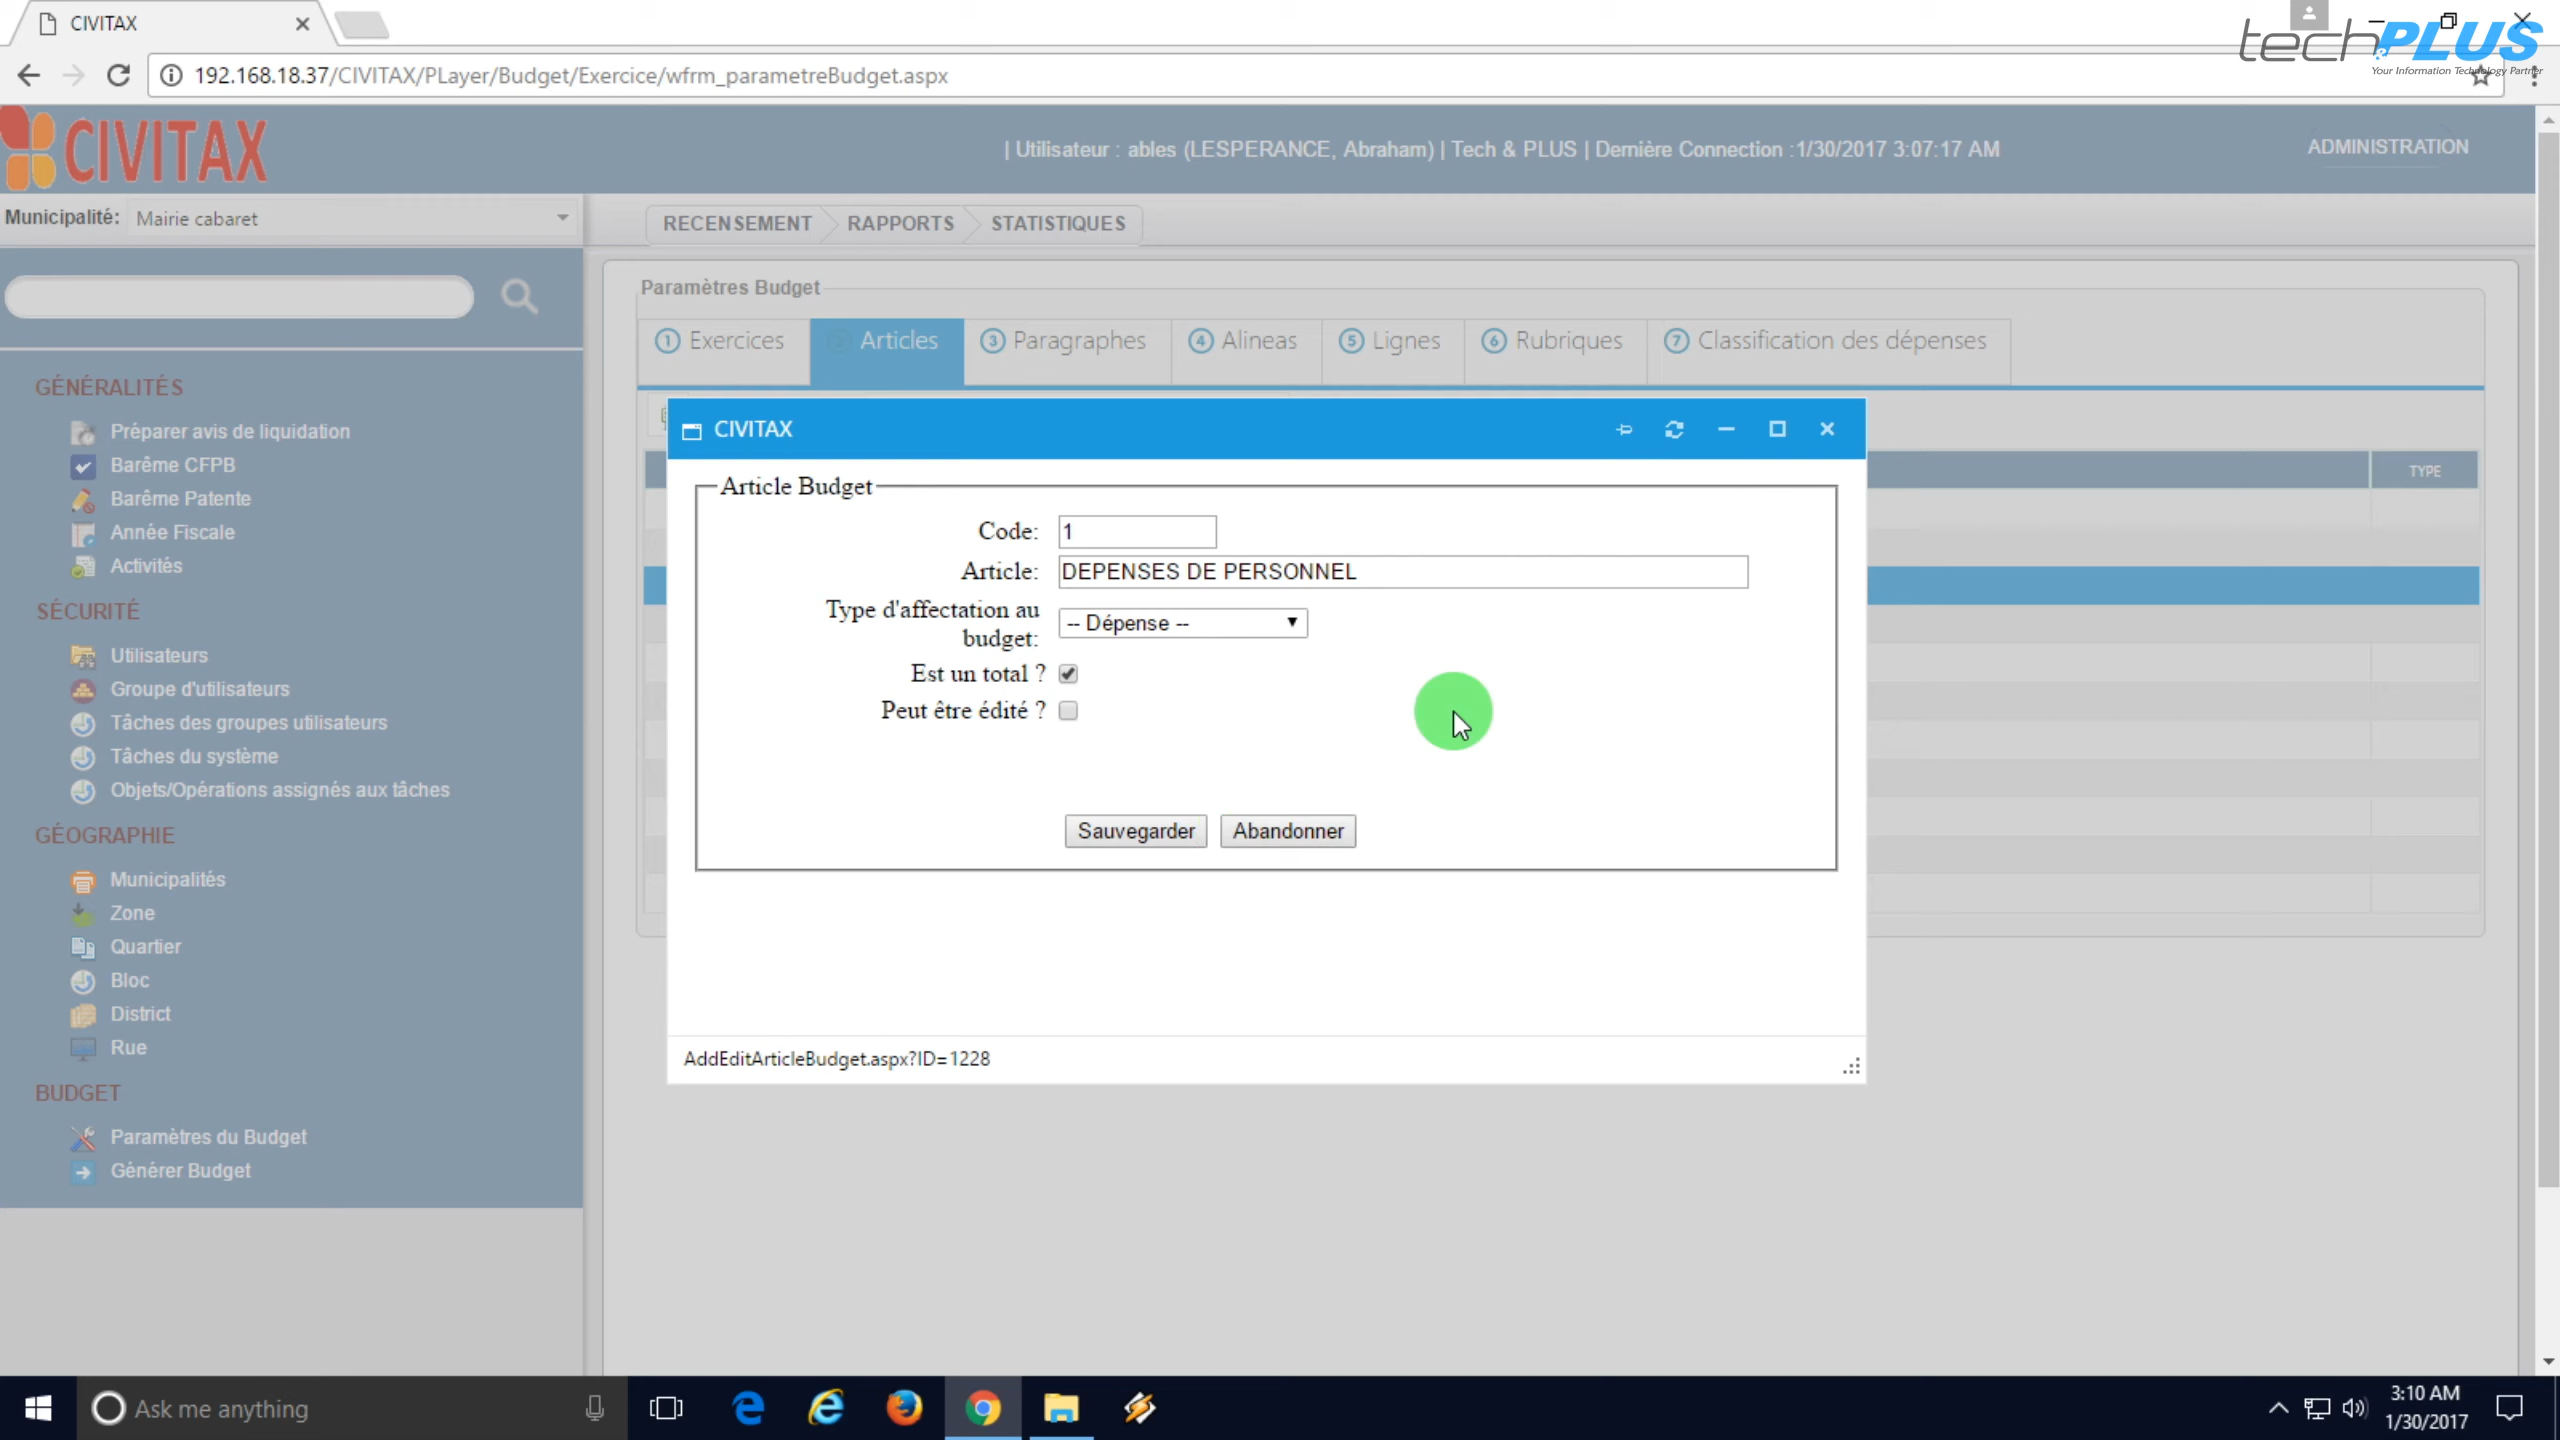 CIVITAX
tech&PLUS
Your Information Technology Partner
192.168.18.37/CIVITAX/PLayer/Budget/Exercice/wfrm_parametreBudget.aspx
CIVITAX
| Utilisateur : ables (LESPERANCE, Abraham) | Tech & PLUS | Dernière Connection :1/30/2017 3:07:17 AM
ADMINISTRATION
Municipalité: Mairie cabaret
RECENSEMENT RAPPORTS STATISTIQUES
Paramètres Budget
1 Exercices Articles 3 Paragraphes 4 Alineas 5 Lignes 6 Rubriques 7 Classification des dépenses
TYPE
GÉNÉRALITÉS
Préparer avis de liquidation
Barême CFPB
Barême Patente
Année Fiscale
Activités
SÉCURITÉ
Utilisateurs
Groupe d'utilisateurs
Tâches des groupes utilisateurs
Tâches du système
Objets/Opérations assignés aux tâches
GÉOGRAPHIE
Municipalités
Zone
Quartier
Bloc
District
Rue
BUDGET
Paramètres du Budget
Générer Budget
CIVITAX
Article Budget
Code: 1
Article: DEPENSES DE PERSONNEL
Type d'affectation au
budget: -- Dépense --
Est un total ?
Peut être édité ?
Sauvegarder Abandonner
AddEditArticleBudget.aspx?ID=1228
Ask me anything
3:10 AM
1/30/2017